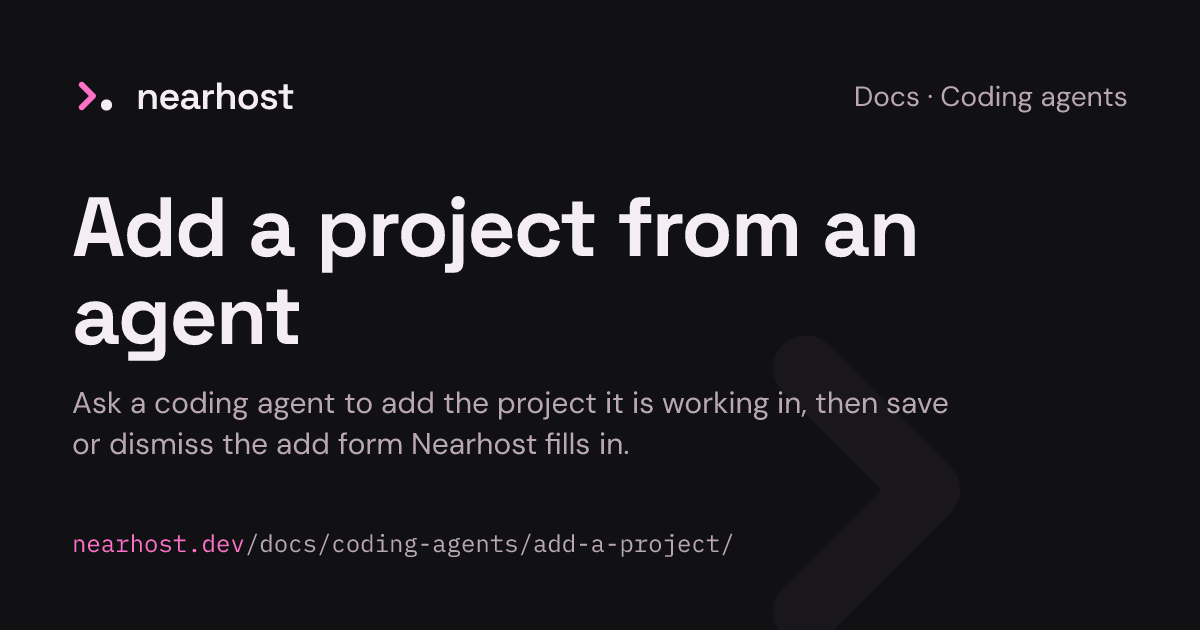 nearhost
Docs · Coding agents
Add a project from an
agent
Ask a coding agent to add the project it is working in, then save
or dismiss the add form Nearhost fills in.
nearhost.dev/docs/coding-agents/add-a-project/